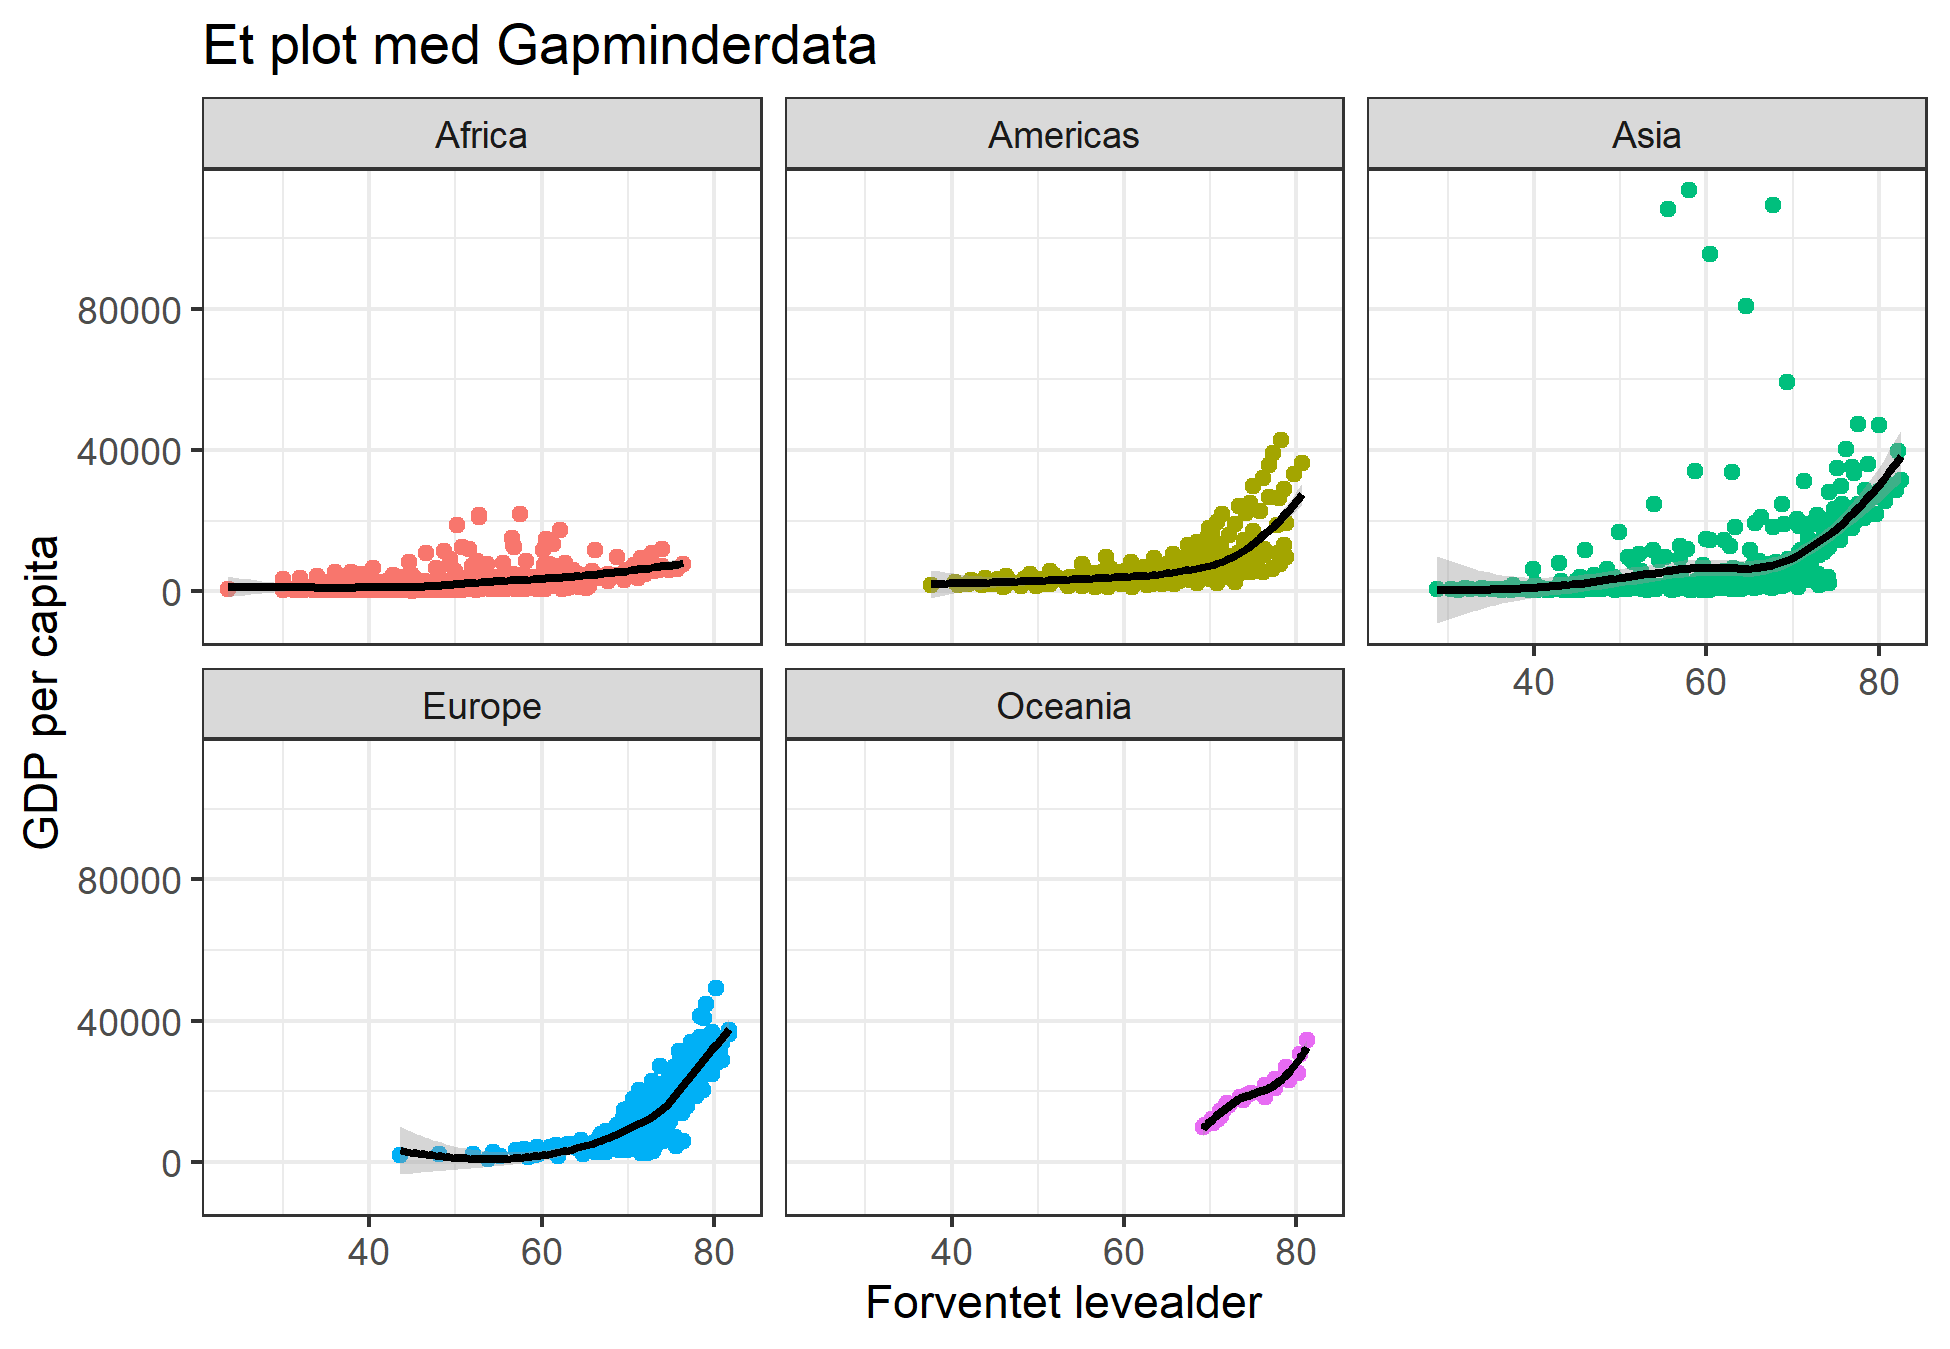 Et plot med Gapminderdata
Africa
Americas
Asia
80000
40000
0
40
60
80
GDP per capita
Europe
Oceania
80000
40000
0
40
60
80
40
60
80
Forventet levealder